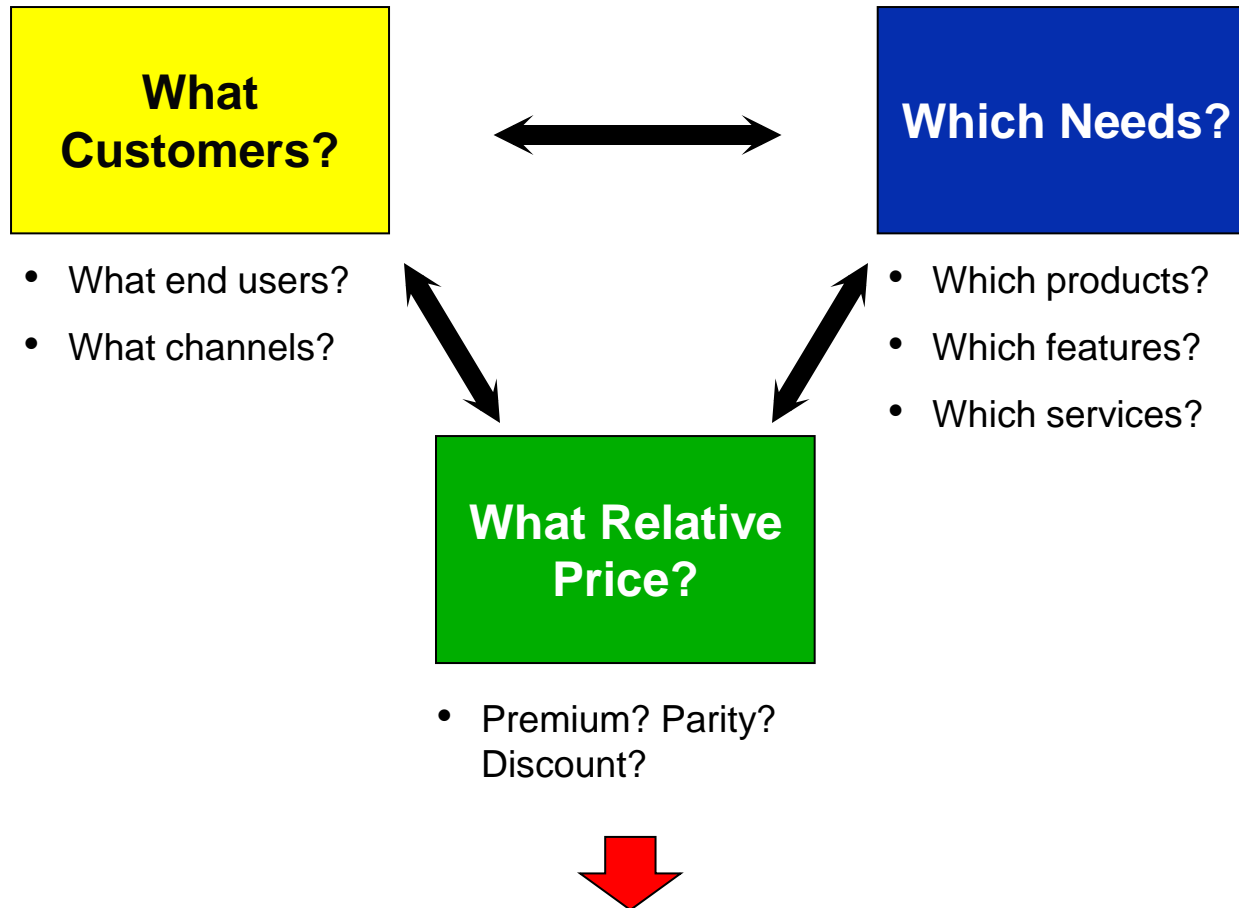 What
Customers?
Which Needs?
• What end users?
• What channels?
• Which products?
• Which features?
• Which services?
What Relative
Price?
• Premium? Parity?
Discount?